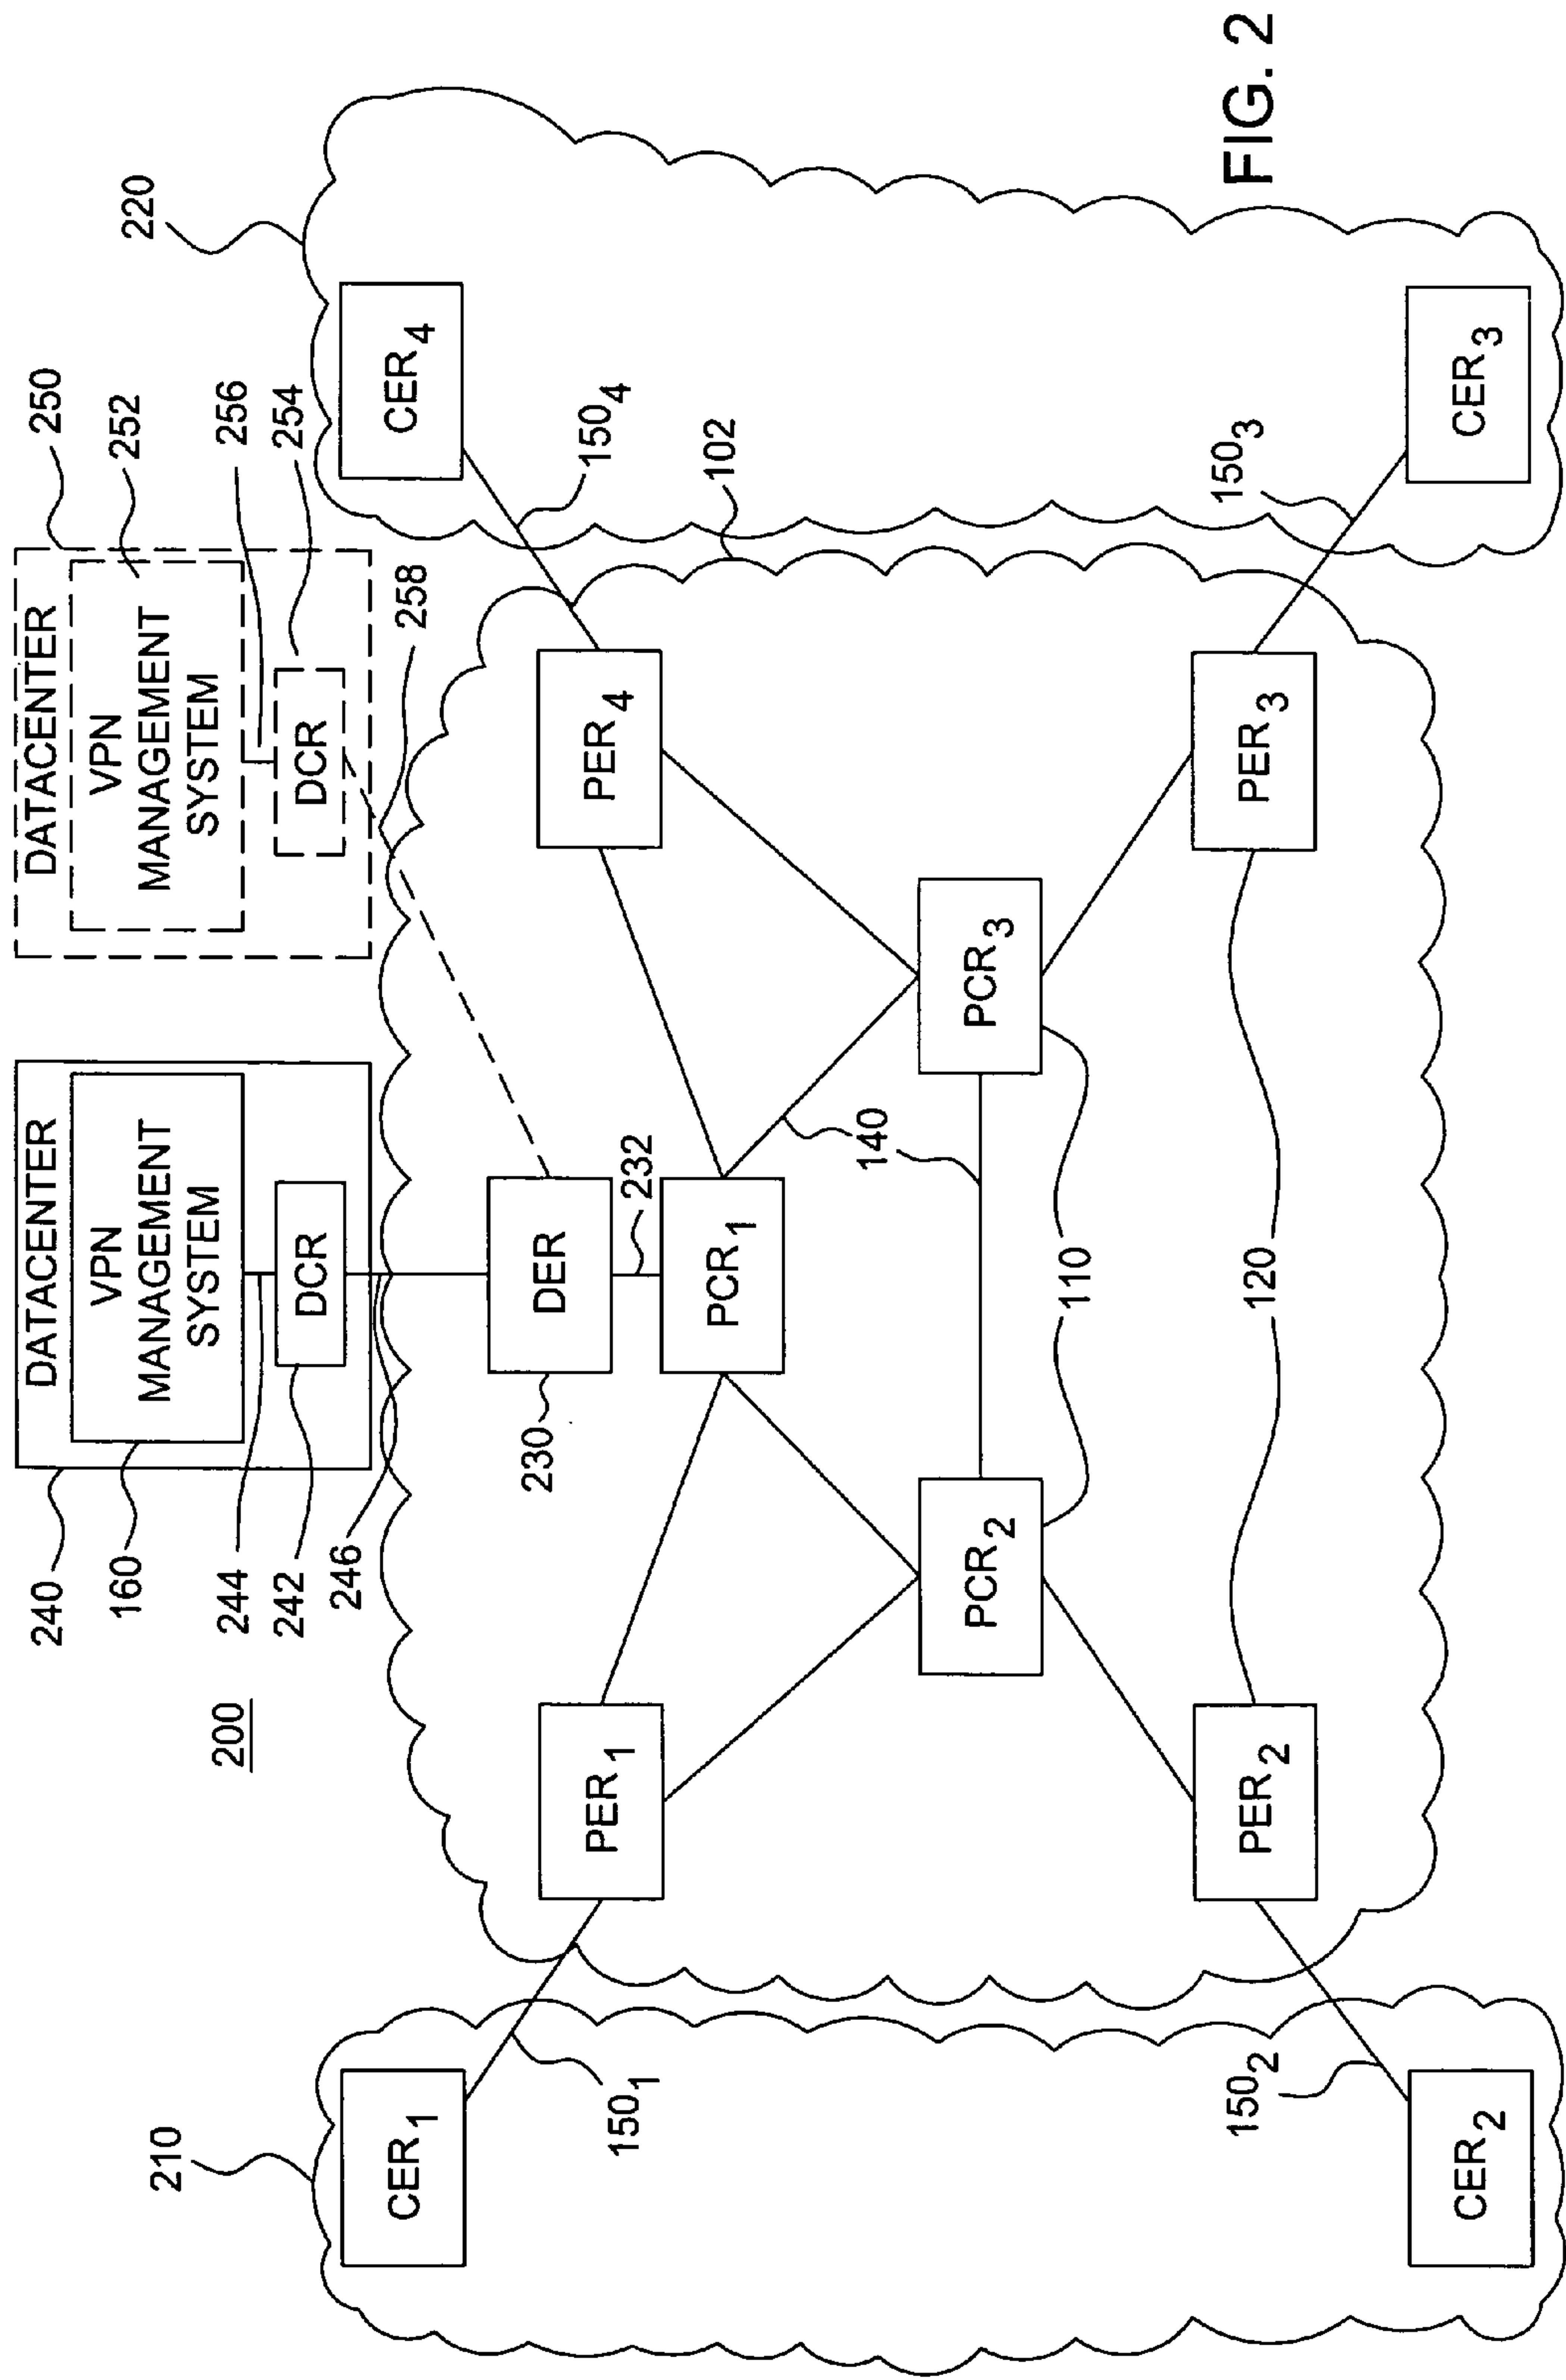 200
240
160
244
242
246
DATACENTER
VPN
MANAGEMENT
SYSTEM
DCR
DATACENTER
VPN
MANAGEMENT
SYSTEM
DCR
250
252
256
254
258
210
220
CER1
1501
PER1
230
DER
232
PCR1
PER4
1504
102
CER4
140
PCR2
PCR3
110
CER2
1502
PER2
120
PER3
1503
CER3
FIG. 2